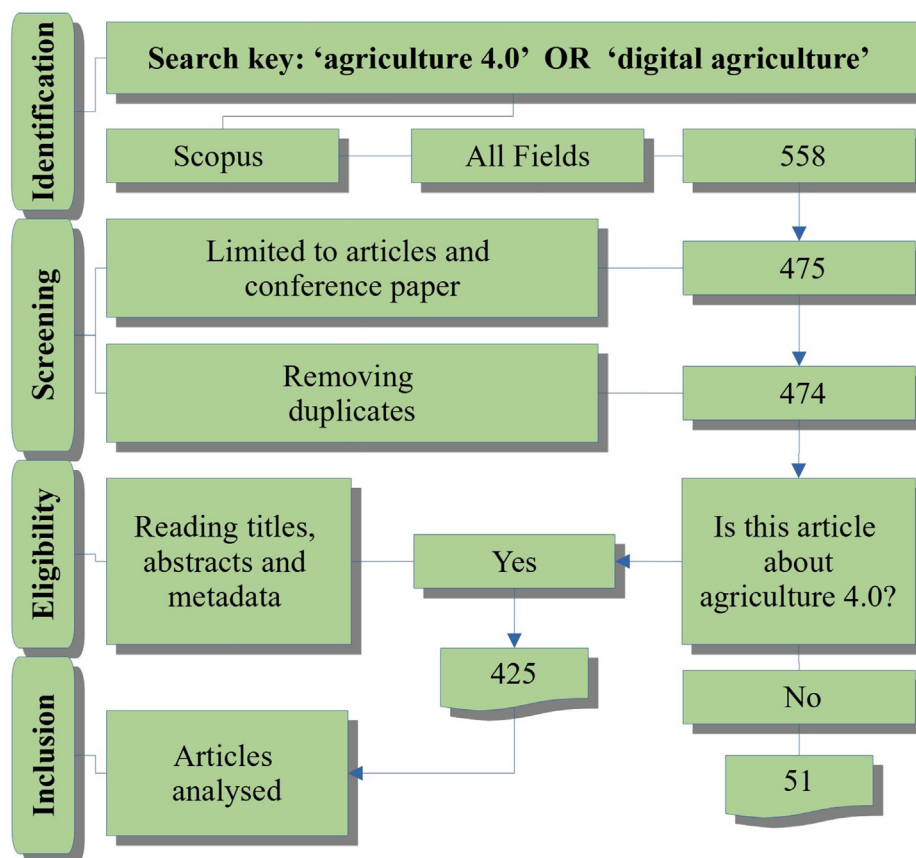 Identification
Search key: ‘agriculture 4.0’ OR ‘digital agriculture’
Scopus
All Fields
558
Screening
Limited to articles and
conference paper
475
Removing
duplicates
474
Eligibility
Reading titles,
abstracts and
metadata
Yes
Is this article
about
agriculture 4.0?
425
No
Inclusion
Articles
analysed
51